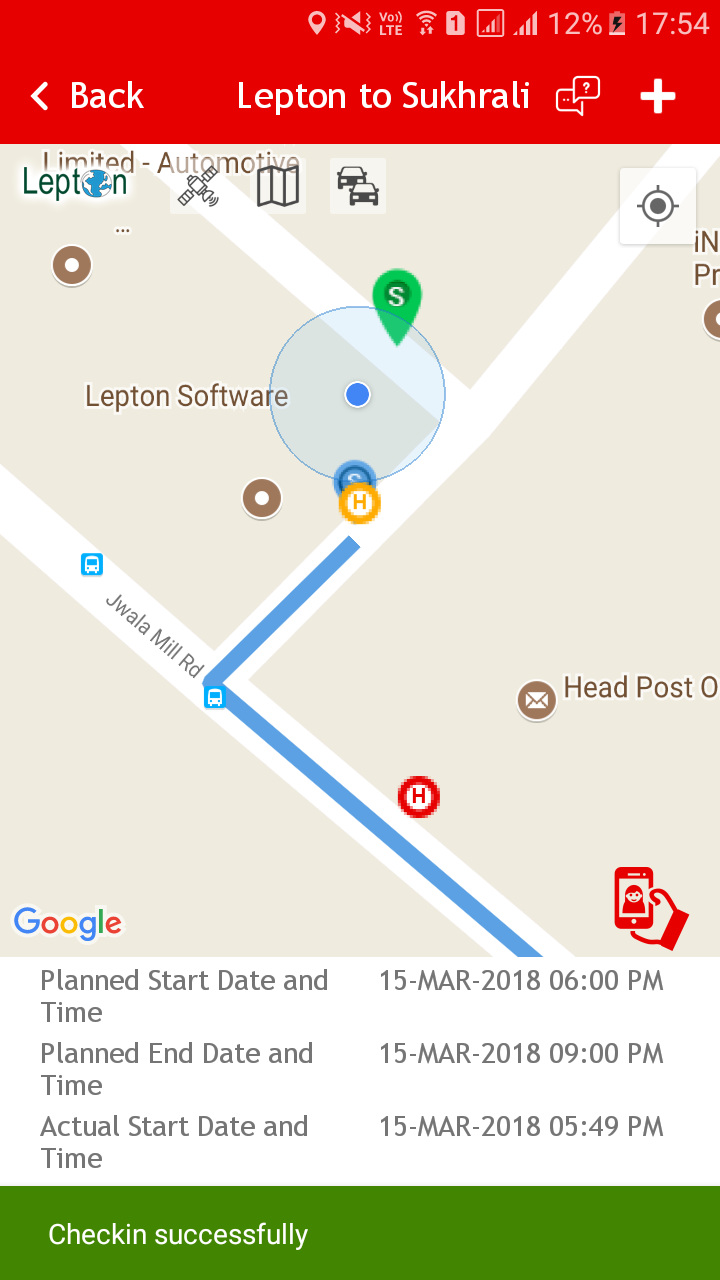 Vo)) LTE 1 12% 17:54
Back Lepton to Sukhrali
Limited - Automotive
Lepton
...
iN
Pr
S
Lepton Software
S
H
Jwala Mill Rd
Head Post O
H
Google
Planned Start Date and Time 15-MAR-2018 06:00 PM
Planned End Date and Time 15-MAR-2018 09:00 PM
Actual Start Date and Time 15-MAR-2018 05:49 PM
Checkin successfully